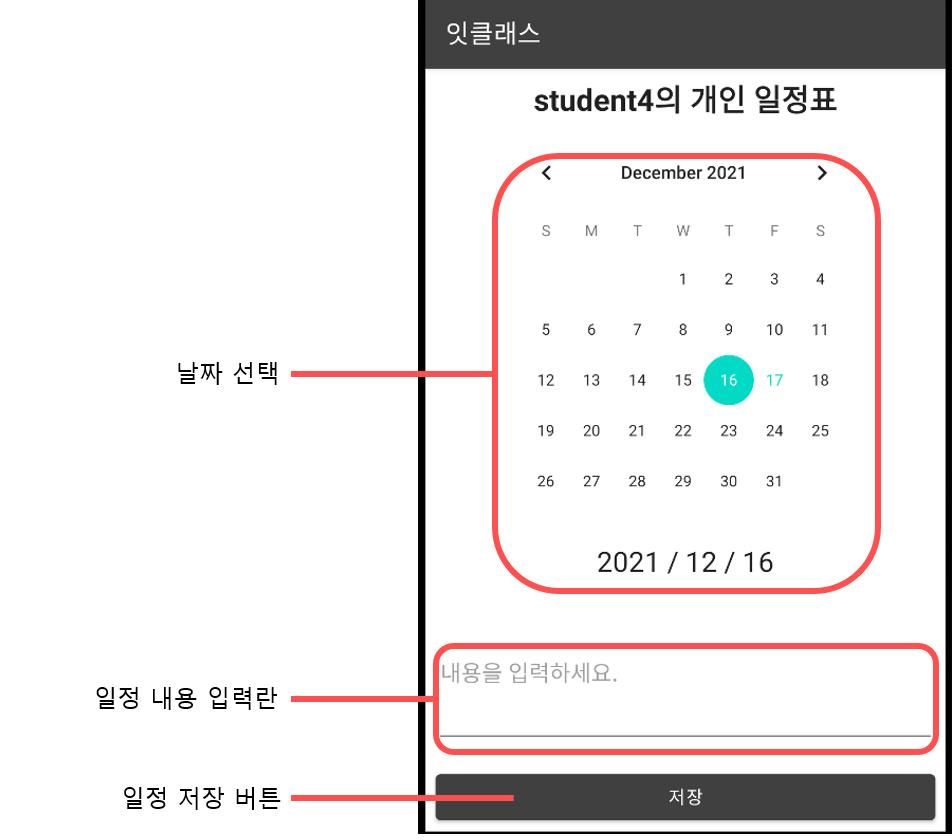 잇클래스
student4의 개인 일정표
December 2021
S M T W T F S
1 2 3 4
5 6 7 8 9 10 11
12 13 14 15 16 17 18
날짜 선택
19 20 21 22 23 24 25
26 27 28 29 30 31
2021 / 12 / 16
내용을 입력하세요.
일정 내용 입력란
일정 저장 버튼
저장